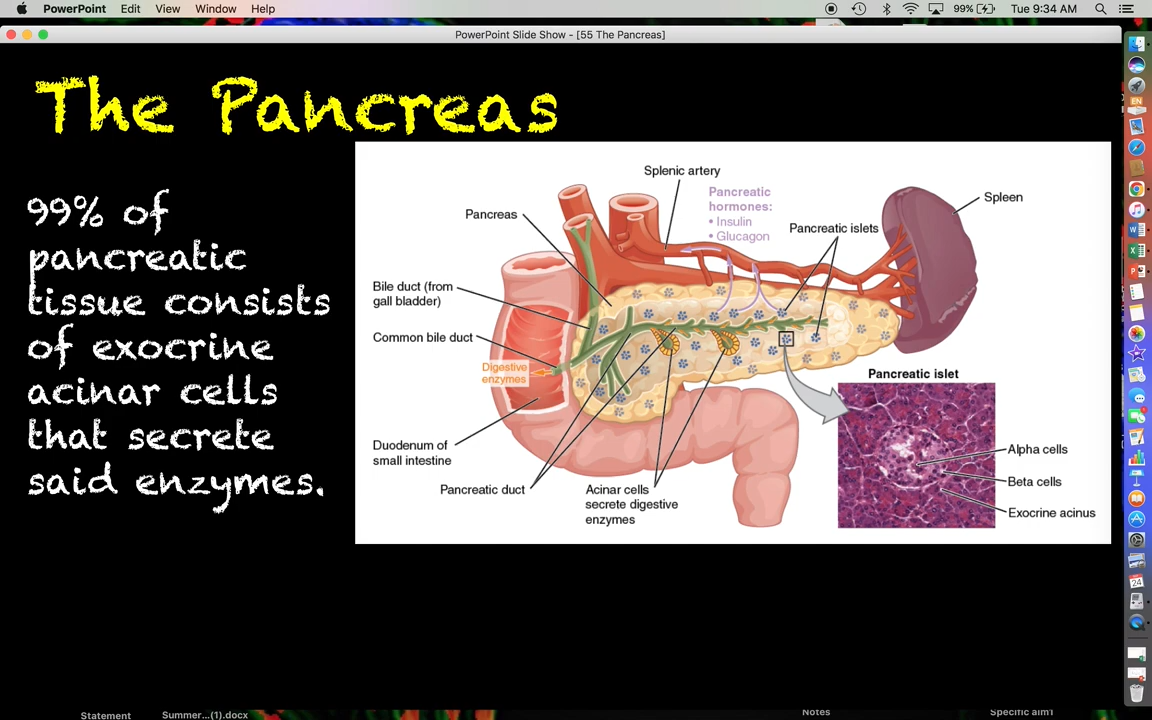 PowerPoint Edit View Window Help 99% Tue 9:34 AM
PowerPoint Slide Show - [55 The Pancreas]
The Pancreas
99% of
pancreatic
tissue consists
of exocrine
acinar cells
that secrete
said enzymes.
Splenic artery
Pancreatic
hormones:
• Insulin
• Glucagon
Pancreas
Pancreatic islets
Spleen
Bile duct (from
gall bladder)
Common bile duct
Digestive
enzymes
Duodenum of
small intestine
Pancreatic duct
Acinar cells
secrete digestive
enzymes
Pancreatic islet
Alpha cells
Beta cells
Exocrine acinus
EN
Statement
Summer...(1).docx
Notes
Specific aim1